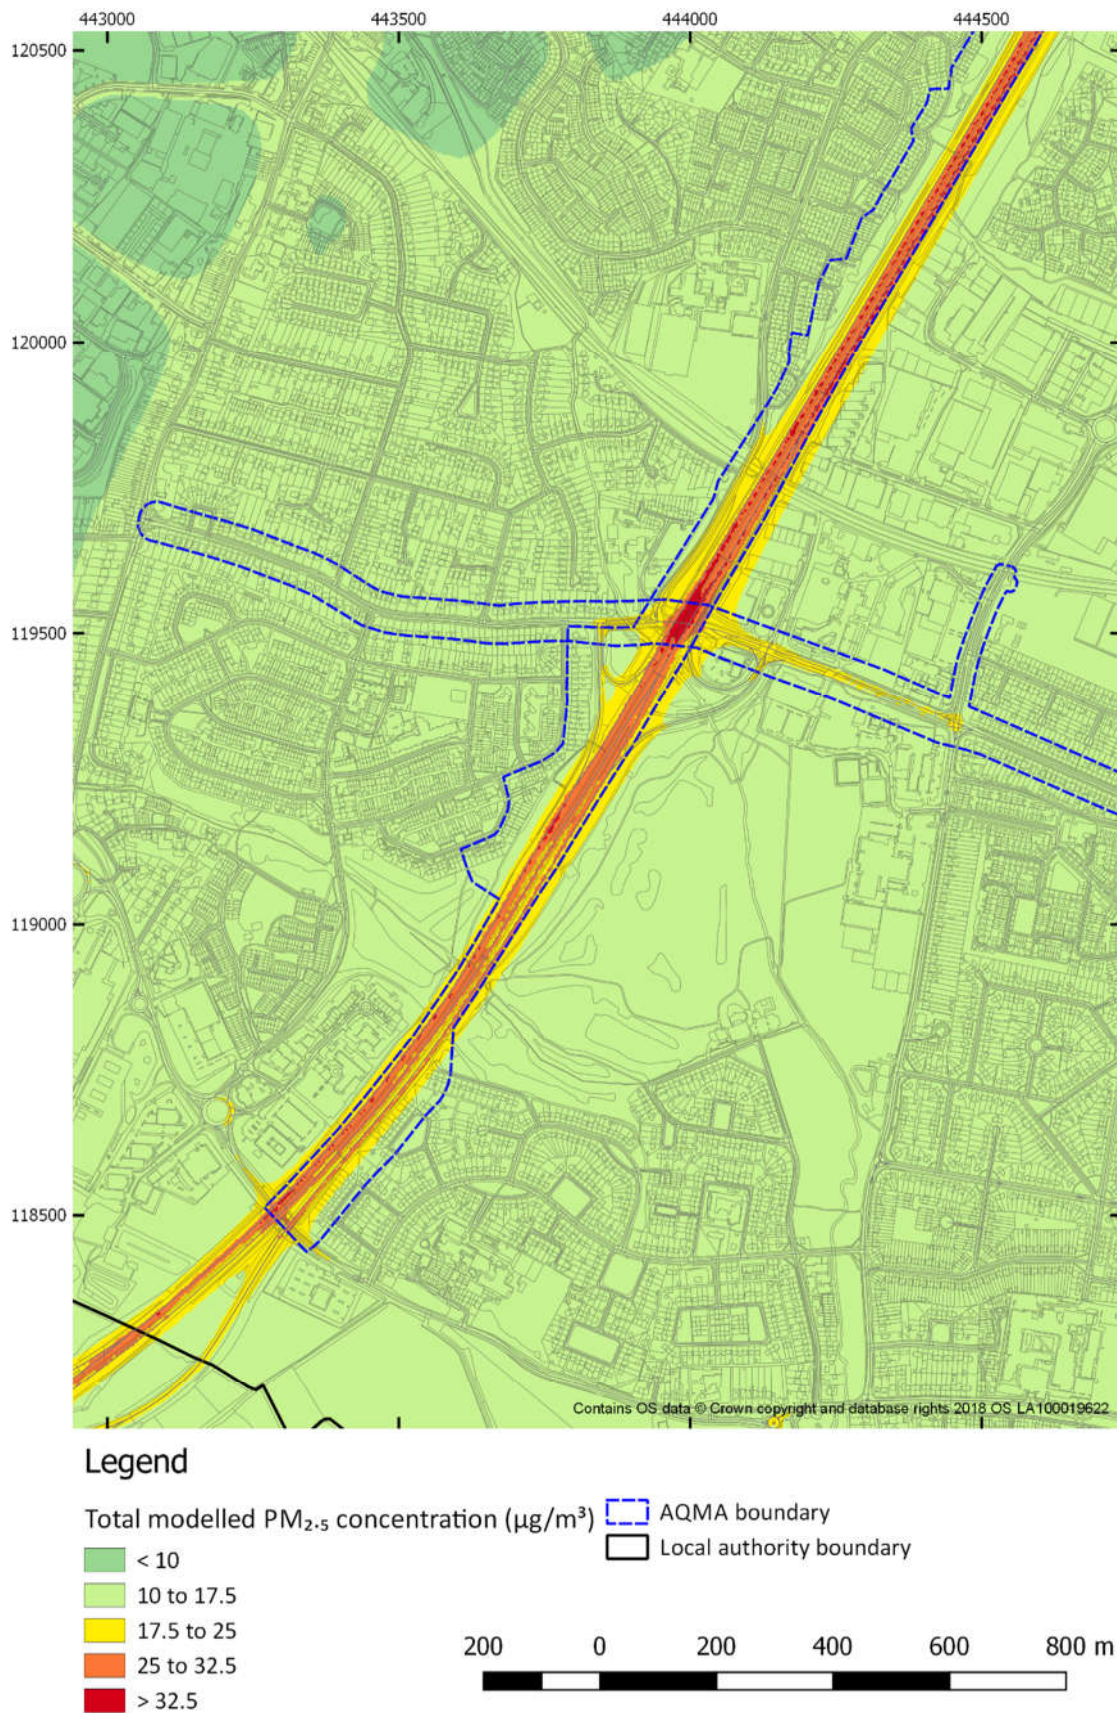 443000 443500 444000 444500
120500
120000
119500
119000
118500
Contains OS data © Crown copyright and database rights 2018 OS LA100019622
Legend
Total modelled PM₂.₅ concentration (µg/m³)
< 10
10 to 17.5
17.5 to 25
25 to 32.5
> 32.5
AQMA boundary
Local authority boundary
200 0 200 400 600 800 m